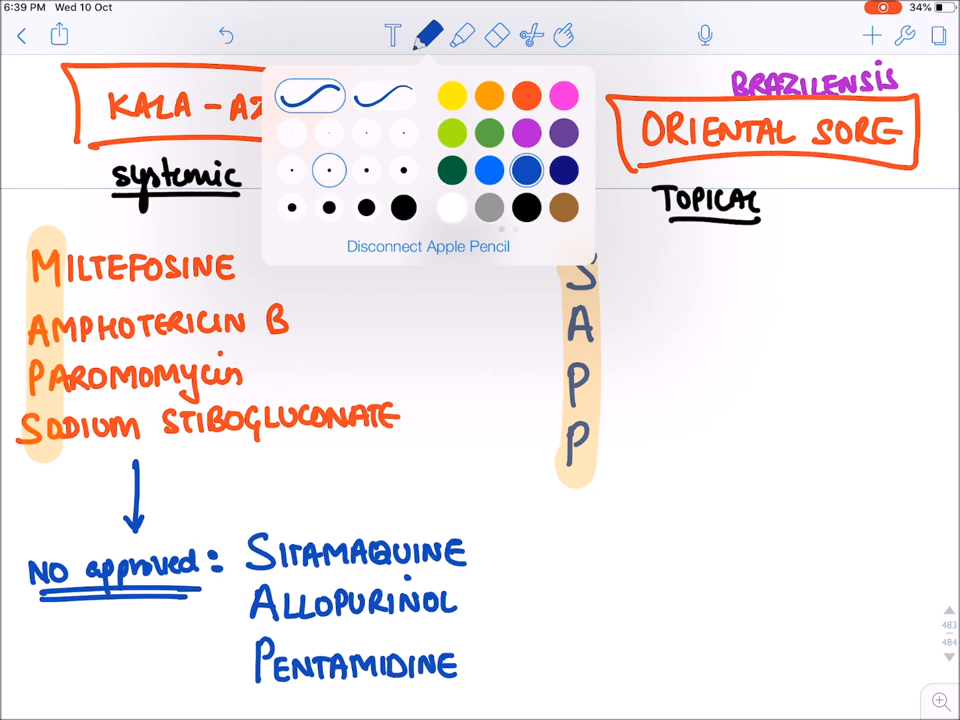 6:39 PM Wed 10 Oct
34%
T
BRAZILENSIS
KALA - AZ
ORIENTAL SORE
systemic
TOPICAL
Disconnect Apple Pencil
MILTEFOSINE
AMPHOTERICIN B
PAROMOMYcin
SODIUM STIBOGLUCONATE
S
A
P
P
NO approved : SITAMAQUINE
ALLOPURINOL
PENTAMIDINE
483
484